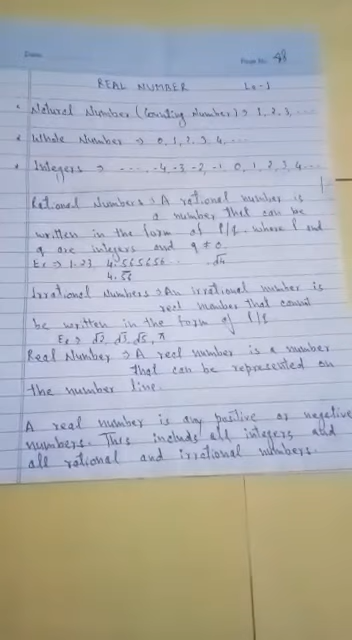 Date:
Page No. 48
REAL NUMBER Le-1
Natural Number (Counting Number) → 1, 2, 3, ....
Whole Number → 0, 1, 2, 3, 4, ....
Integers → ...., -4, -3, -2, -1, 0, 1, 2, 3, 4...
Rational Numbers → A rational number is
a number that can be
written in the form of P/q where P and
q are integers and q ≠ 0.
Ex → 1.23, 4.565656...
4.56
Irrational Numbers → An irrational number is
real number that cannot
be written in the form of P/q
Ex → √2, √3, √5, π
Real Number → A real number is a number
that can be represented on
the number line.
A real number is any positive or negative
numbers. This include all integers and
all rational and irrational numbers.